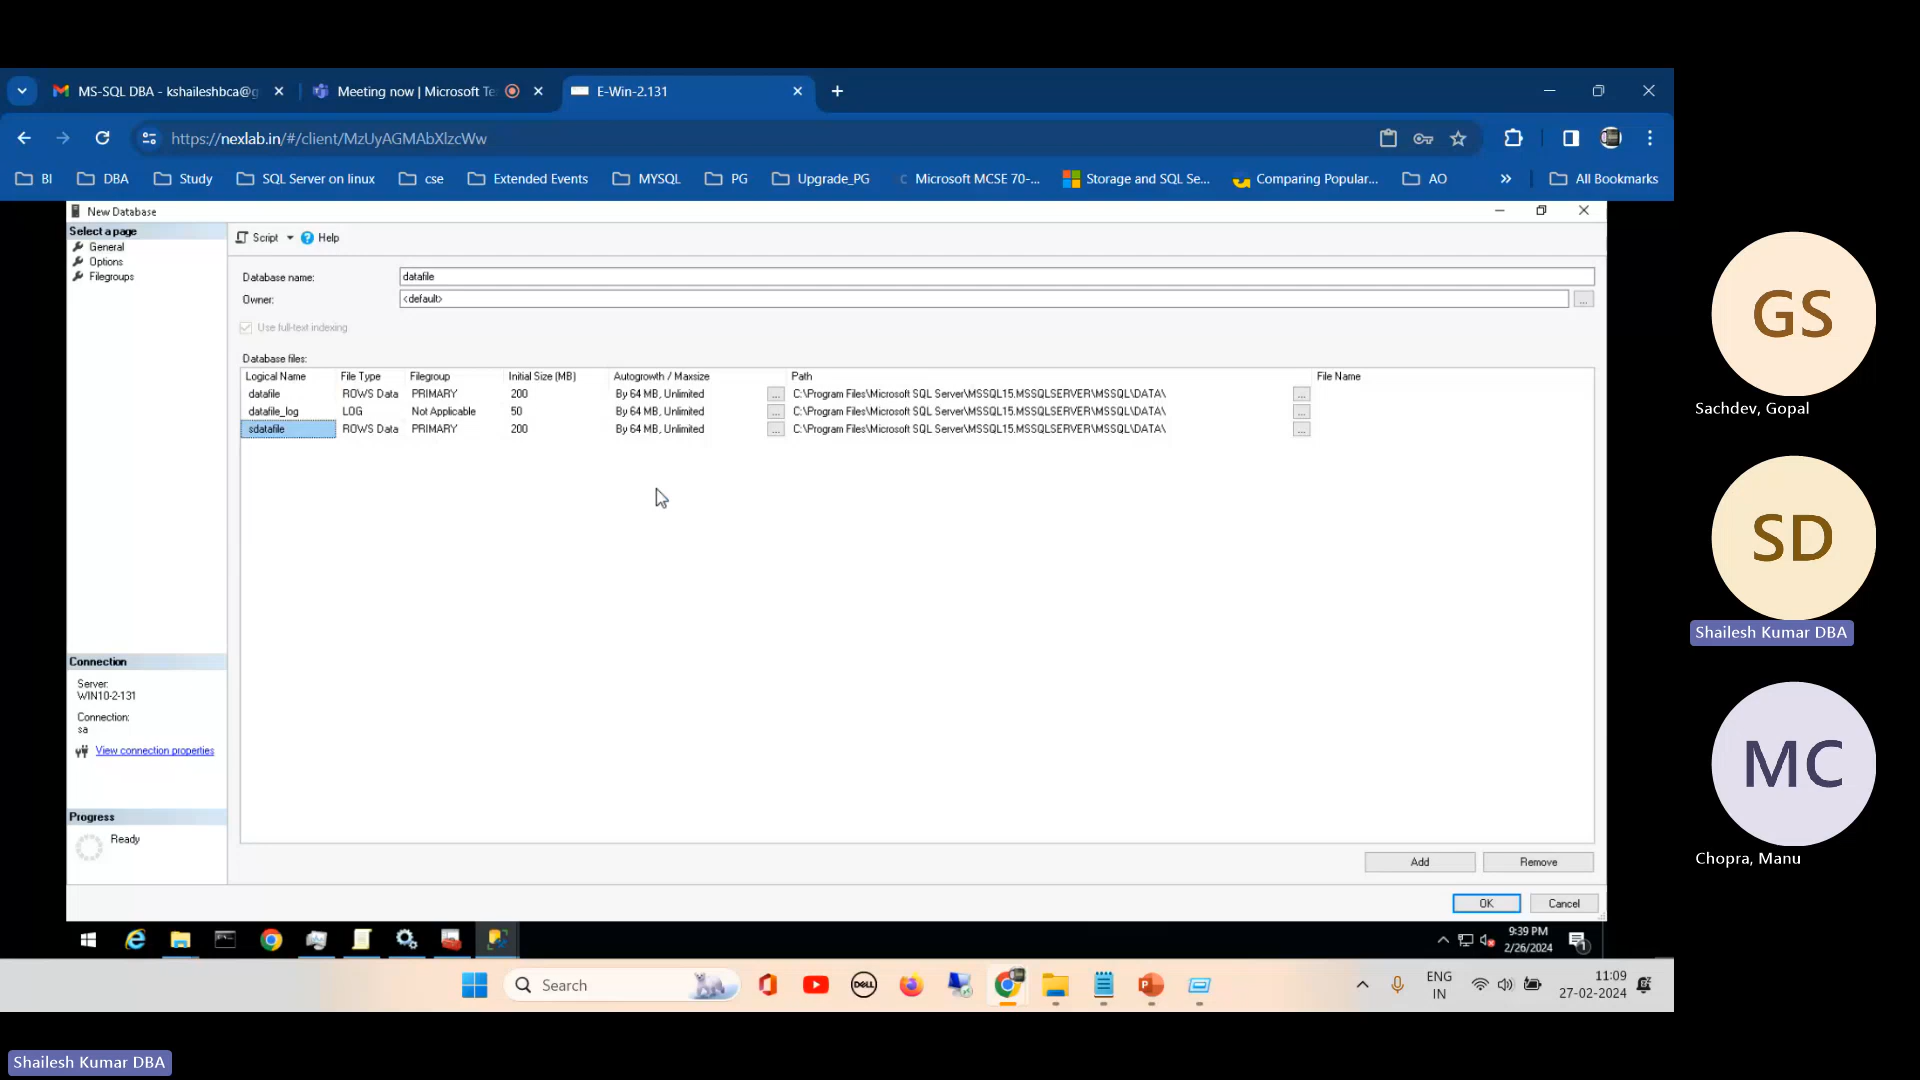 MS-SQL DBA - kshaileshbca@g
Meeting now | Microsoft Te
E-Win-2.131
https://nexlab.in/#/client/MzUyAGMAbXlzcWw
BI
DBA
Study
SQL Server on linux
cse
Extended Events
MYSQL
PG
Upgrade_PG
Microsoft MCSE 70-...
Storage and SQL Se...
Comparing Popular...
AO
All Bookmarks
New Database
Select a page
General
Options
Filegroups
Script
Help
Database name: datafile
Owner: <default> ...
Use full-text indexing
Database files:
Logical Name File Type Filegroup Initial Size (MB) Autogrowth / Maxsize Path File Name
datafile ROWS Data PRIMARY 200 By 64 MB, Unlimited ... C:\Program Files\Microsoft SQL Server\MSSQL15.MSSQLSERVER\MSSQL\DATA\ ...
datafile_log LOG Not Applicable 50 By 64 MB, Unlimited ... C:\Program Files\Microsoft SQL Server\MSSQL15.MSSQLSERVER\MSSQL\DATA\ ...
sdatafile ROWS Data PRIMARY 200 By 64 MB, Unlimited ... C:\Program Files\Microsoft SQL Server\MSSQL15.MSSQLSERVER\MSSQL\DATA\ ...
Connection
Server:
WIN10-2-131
Connection:
sa
View connection properties
Progress
Ready
Add
Remove
OK
Cancel
9:39 PM
2/26/2024
1
Search
DELL
ENG
IN
11:09
27-02-2024
GS
Sachdev, Gopal
SD
Shailesh Kumar DBA
MC
Chopra, Manu
Shailesh Kumar DBA